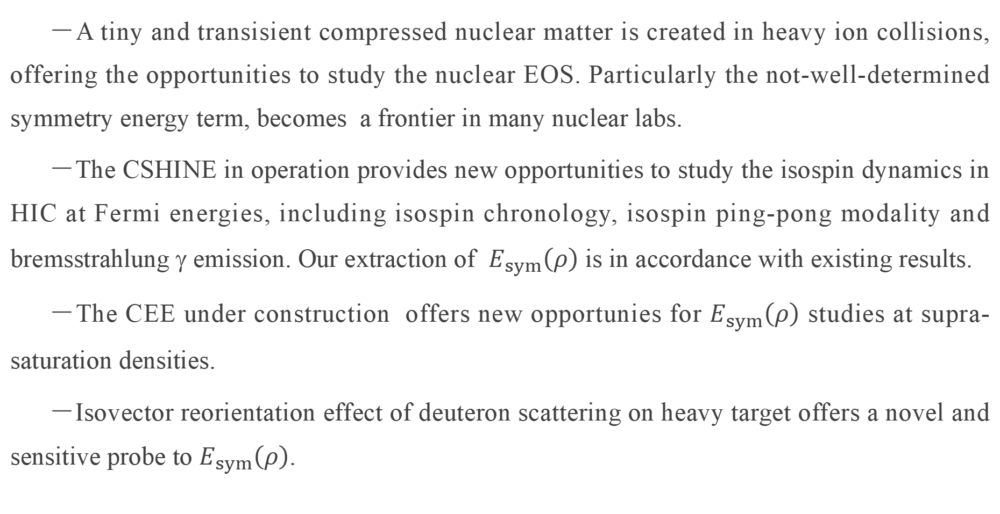 —A tiny and transisient compressed nuclear matter is created in heavy ion collisions,
offering the opportunities to study the nuclear EOS. Particularly the not-well-determined
symmetry energy term, becomes  a frontier in many nuclear labs.
—The CSHINE in operation provides new opportunities to study the isospin dynamics in
HIC at Fermi energies, including isospin chronology, isospin ping-pong modality and
bremsstrahlung γ emission. Our extraction of  E_sym(ρ) is in accordance with existing results.
—The CEE under construction  offers new opportunies for E_sym(ρ) studies at supra-
saturation densities.
—Isovector reorientation effect of deuteron scattering on heavy target offers a novel and
sensitive probe to E_sym(ρ).